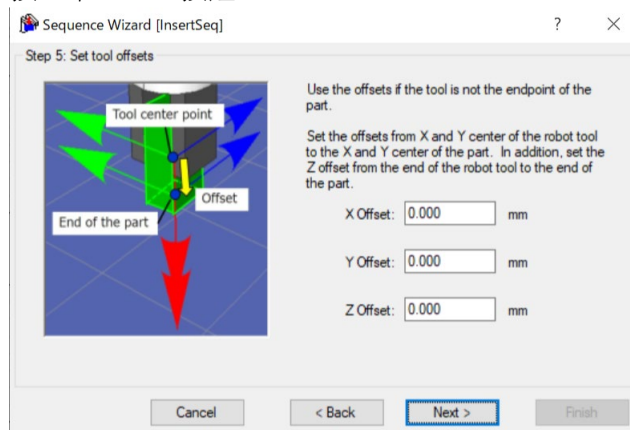 Sequence Wizard [InsertSeq]
Step 5: Set tool offsets
Tool center point
Offset
End of the part
Use the offsets if the tool is not the endpoint of the
part.
Set the offsets from X and Y center of the robot tool
to the X and Y center of the part. In addition, set the
Z offset from the end of the robot tool to the end of
the part.
X Offset: 0.000 mm
Y Offset: 0.000 mm
Z Offset: 0.000 mm
Cancel
< Back
Next >
Finish